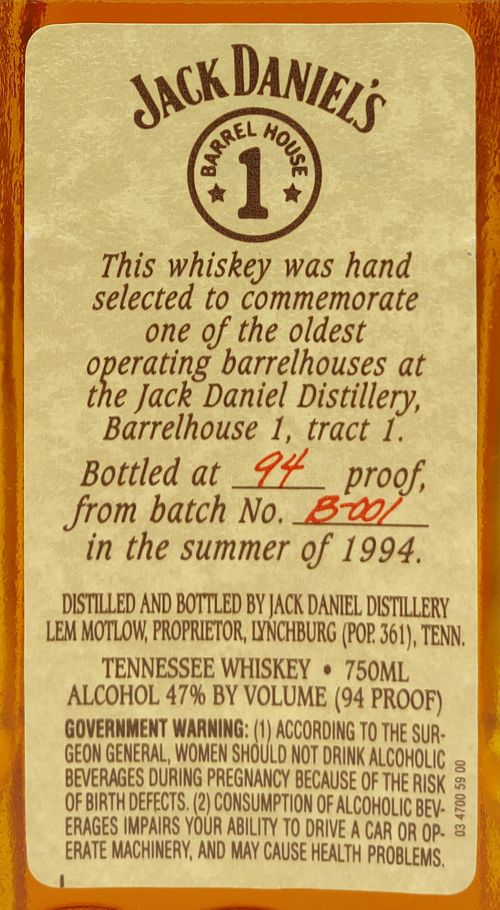 JACK DANIEL'S
BARREL HOUSE
1
This whiskey was hand
selected to commemorate
one of the oldest
operating barrelhouses at
the Jack Daniel Distillery,
Barrelhouse 1, tract 1.
Bottled at 94 proof,
from batch No. B-001
in the summer of 1994.
DISTILLED AND BOTTLED BY JACK DANIEL DISTILLERY
LEM MOTLOW, PROPRIETOR, LYNCHBURG (POP. 361), TENN.
TENNESSEE WHISKEY • 750ML
ALCOHOL 47% BY VOLUME (94 PROOF)
GOVERNMENT WARNING: (1) ACCORDING TO THE SUR-
GEON GENERAL, WOMEN SHOULD NOT DRINK ALCOHOLIC
BEVERAGES DURING PREGNANCY BECAUSE OF THE RISK
OF BIRTH DEFECTS. (2) CONSUMPTION OF ALCOHOLIC BEV-
ERAGES IMPAIRS YOUR ABILITY TO DRIVE A CAR OR OP-
ERATE MACHINERY, AND MAY CAUSE HEALTH PROBLEMS.
03 4700 59 00